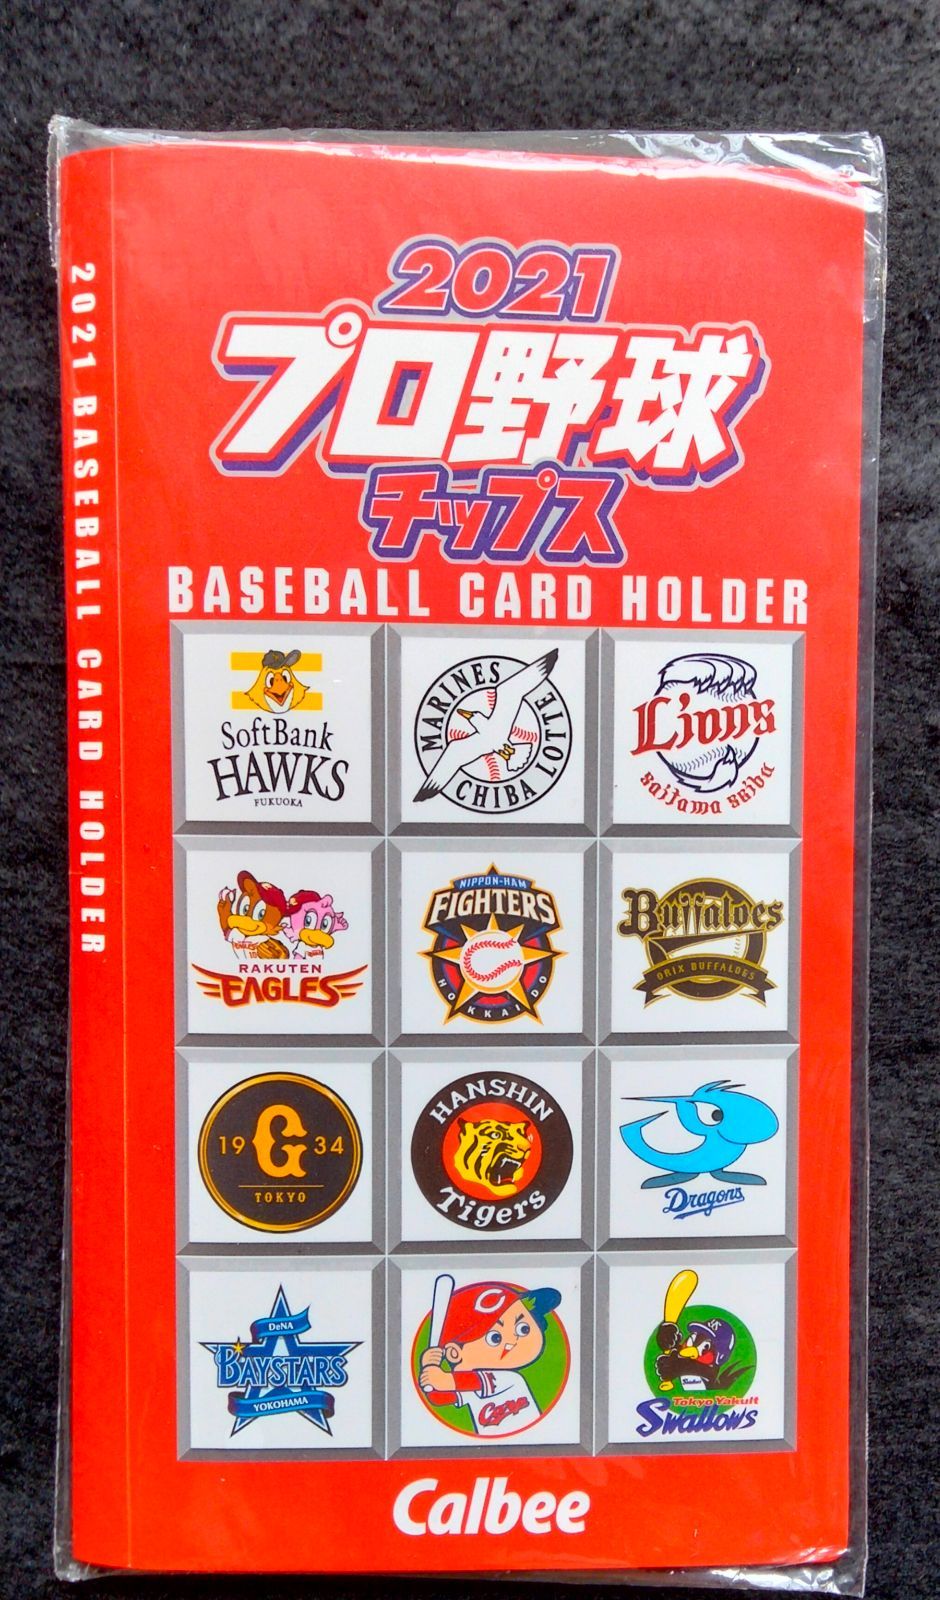 2021
プロ野球
チップス
BASEBALL CARD HOLDER
2021 BASEBALL CARD HOLDER
SoftBank
HAWKS
FUKUOKA
MARINES
CHIBA LOTTE
Lions
saitama seibu
RAKUTEN
EAGLES
NIPPON-HAM
FIGHTERS
HOKKAIDO
Buffaloes
ORIX BUFFALOES
19 G 34
TOKYO
HANSHIN
Tigers
Dragons
DeNA
BAYSTARS
YOKOHAMA
C
Carp
Tokyo Yakult
Swallows
Calbee